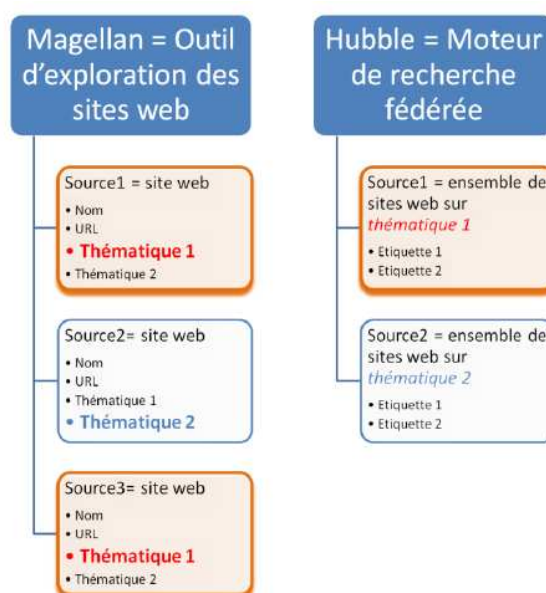 Magellan = Outil
d’exploration des
sites web
Source1 = site web
• Nom
• URL
• Thématique 1
• Thématique 2
Source2= site web
• Nom
• URL
• Thématique 1
• Thématique 2
Source3= site web
• Nom
• URL
• Thématique 1
• Thématique 2
Hubble = Moteur
de recherche
fédérée
Source1 = ensemble de
sites web sur
thématique 1
• Etiquette 1
• Etiquette 2
Source2 = ensemble de
sites web sur
thématique 2
• Etiquette 1
• Etiquette 2